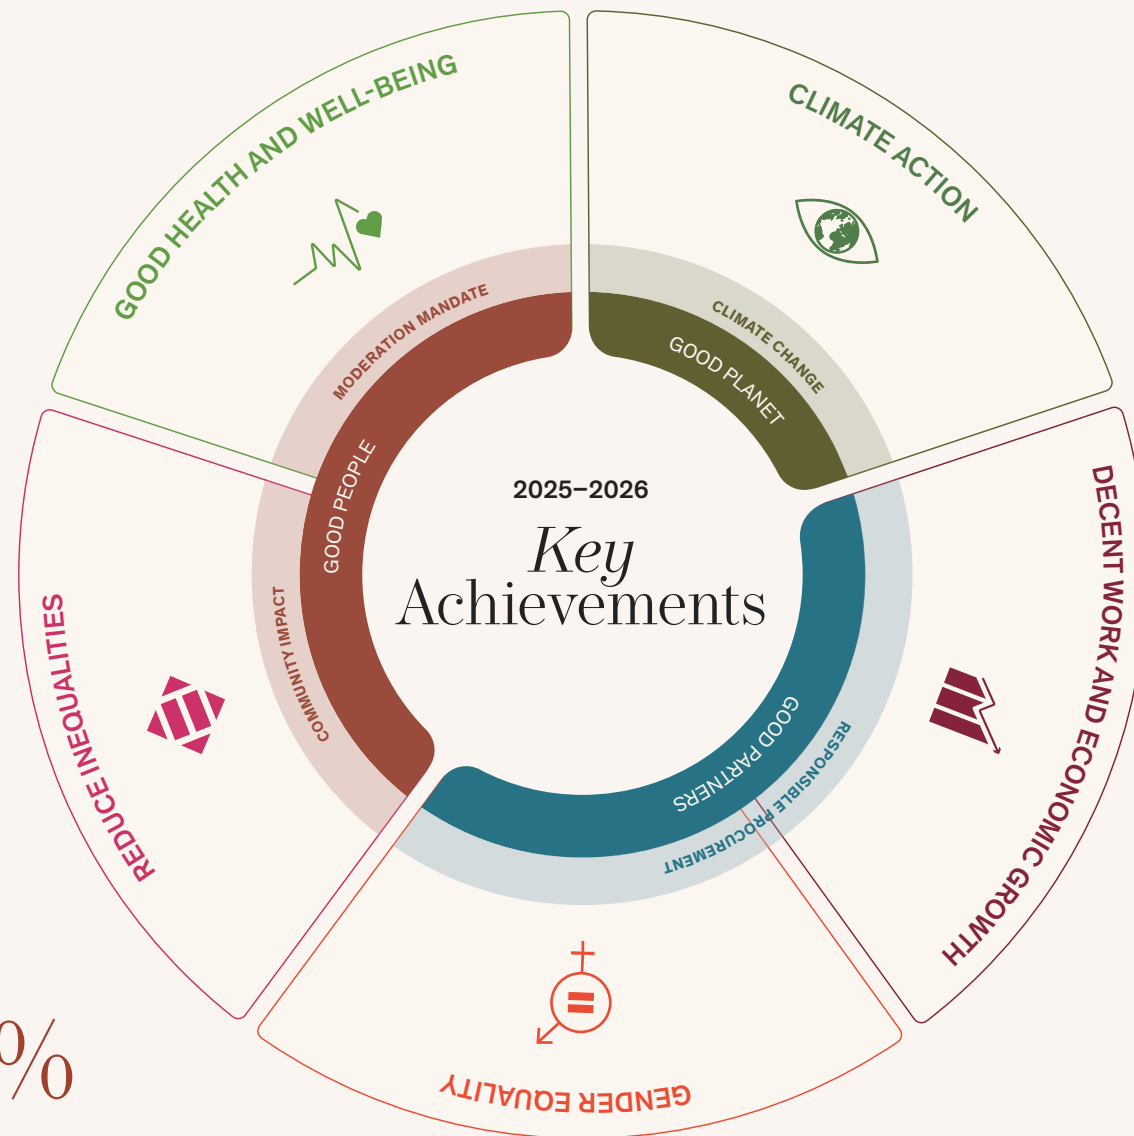 GOOD HEALTH AND WELL-BEING
CLIMATE ACTION
MODERATION MANDATE
CLIMATE CHANGE
GOOD PLANET
GOOD PEOPLE
2025–2026
Key
Achievements
DECENT WORK AND ECONOMIC GROWTH
REDUCE INEQUALITIES
COMMUNITY IMPACT
GOOD PARTNERS
RESPONSIBLE PROCUREMENT
GENDER EQUALITY
%